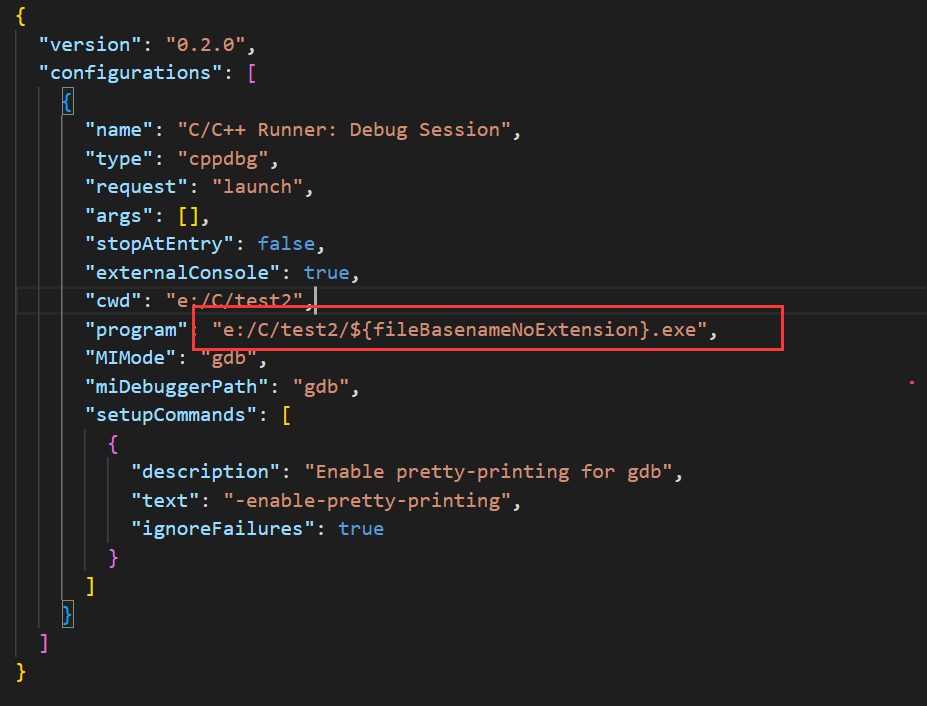 {
"version": "0.2.0",
"configurations": [
{
"name": "C/C++ Runner: Debug Session",
"type": "cppdbg",
"request": "launch",
"args": [],
"stopAtEntry": false,
"externalConsole": true,
"cwd": "e:/C/test2",
"program": "e:/C/test2/${fileBasenameNoExtension}.exe",
"MIMode": "gdb",
"miDebuggerPath": "gdb",
"setupCommands": [
{
"description": "Enable pretty-printing for gdb",
"text": "-enable-pretty-printing",
"ignoreFailures": true
}
]
}
]
}